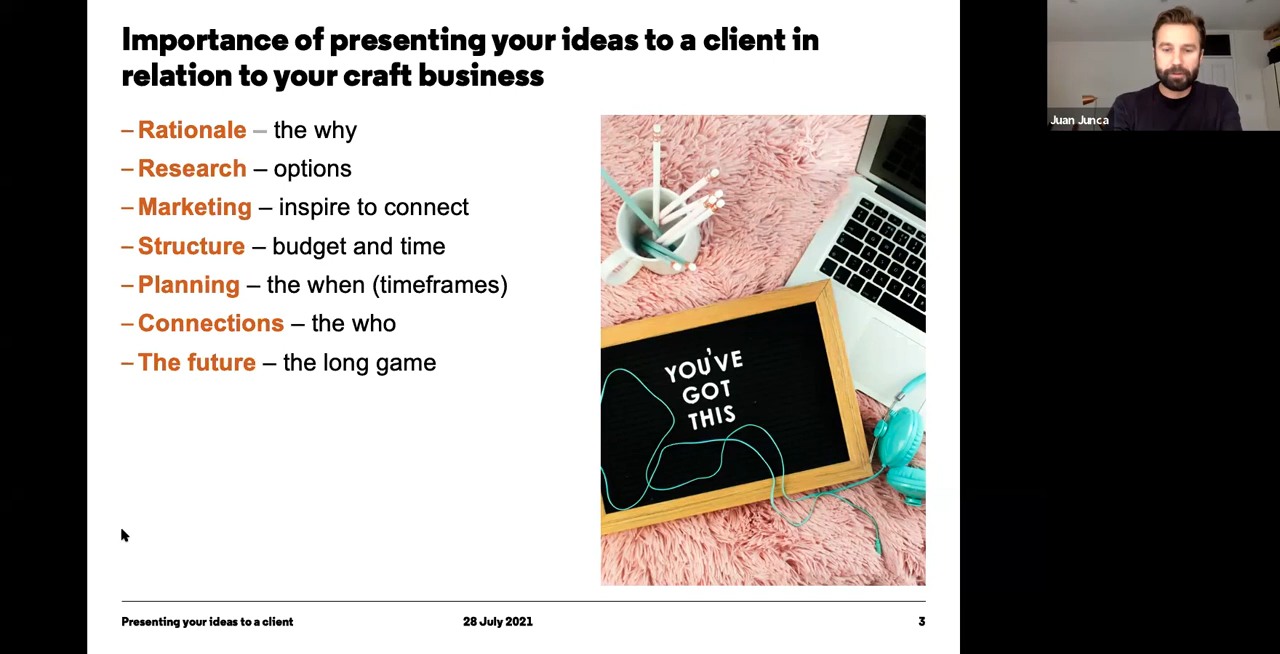 Importance of presenting your ideas to a client in
relation to your craft business
– Rationale – the why
– Research – options
– Marketing – inspire to connect
– Structure – budget and time
– Planning – the when (timeframes)
– Connections – the who
– The future – the long game
YOU'VE
GOT
THIS
Presenting your ideas to a client
28 July 2021
3
Juan Junca